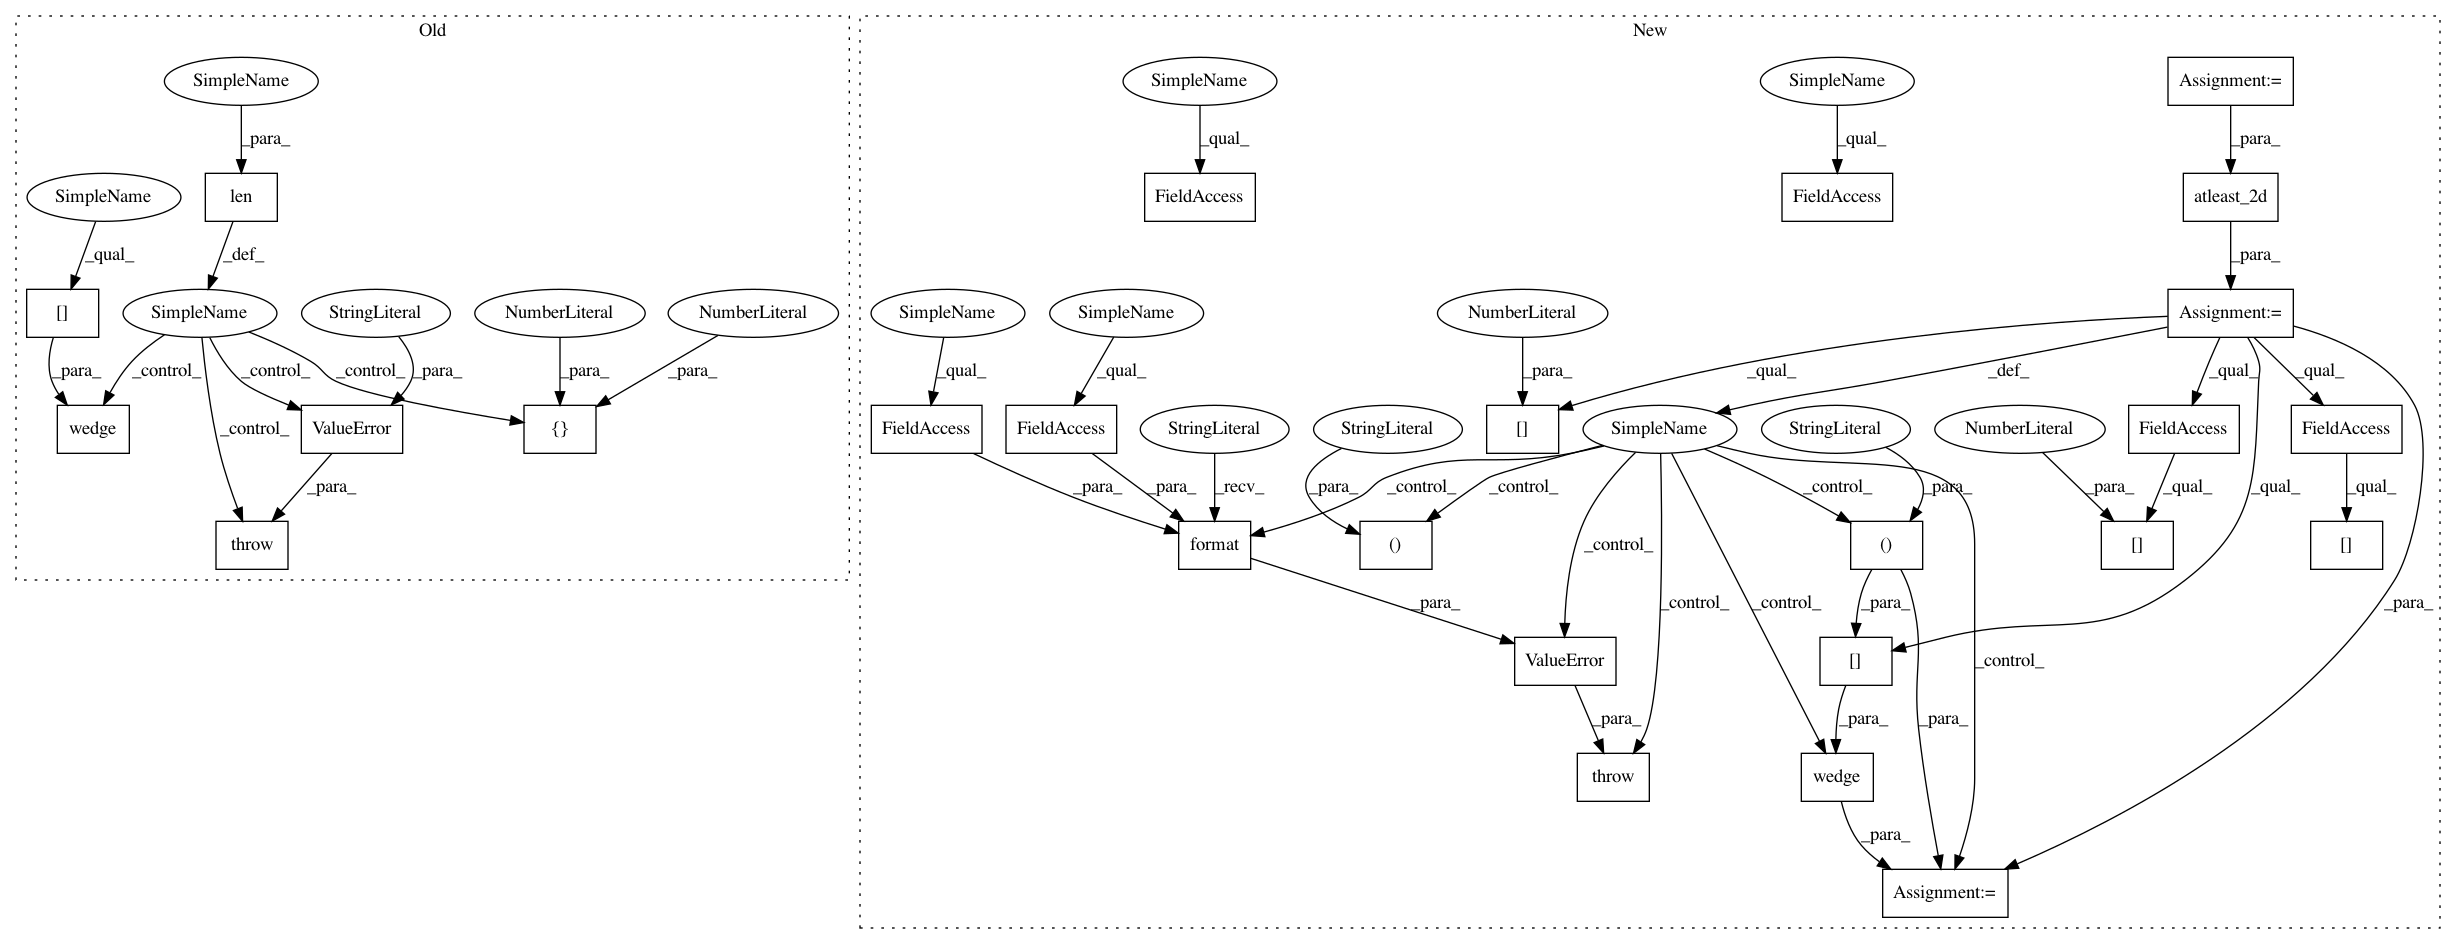 Old
New
SimpleName
SimpleName
SimpleName
Assignment:=
_para_
_qual_
_qual_
_para_
SimpleName
len
FieldAccess
FieldAccess
atleast_2d
_qual_
_def_
_para_
[]
SimpleName
StringLiteral
NumberLiteral
NumberLiteral
SimpleName
SimpleName
NumberLiteral
Assignment:=
_para_
_control_
_control_
_para_
_control_
_para_
_para_
_qual_
_qual_
_para_
_qual_
_def_
_qual_
_qual_
wedge
_control_
ValueError
{}
FieldAccess
FieldAccess
StringLiteral
StringLiteral
[]
SimpleName
StringLiteral
NumberLiteral
FieldAccess
FieldAccess
_para_
_para_
_para_
_recv_
_para_
_control_
_control_
_control_
_para_
_para_
_qual_
_qual_
_qual_
throw
format
()
_control_
()
[]
[]
_para_
_control_
_control_
_para_
_para_
ValueError
[]
_control_
_para_
_para_
_para_
throw
wedge
_para_
Assignment:=